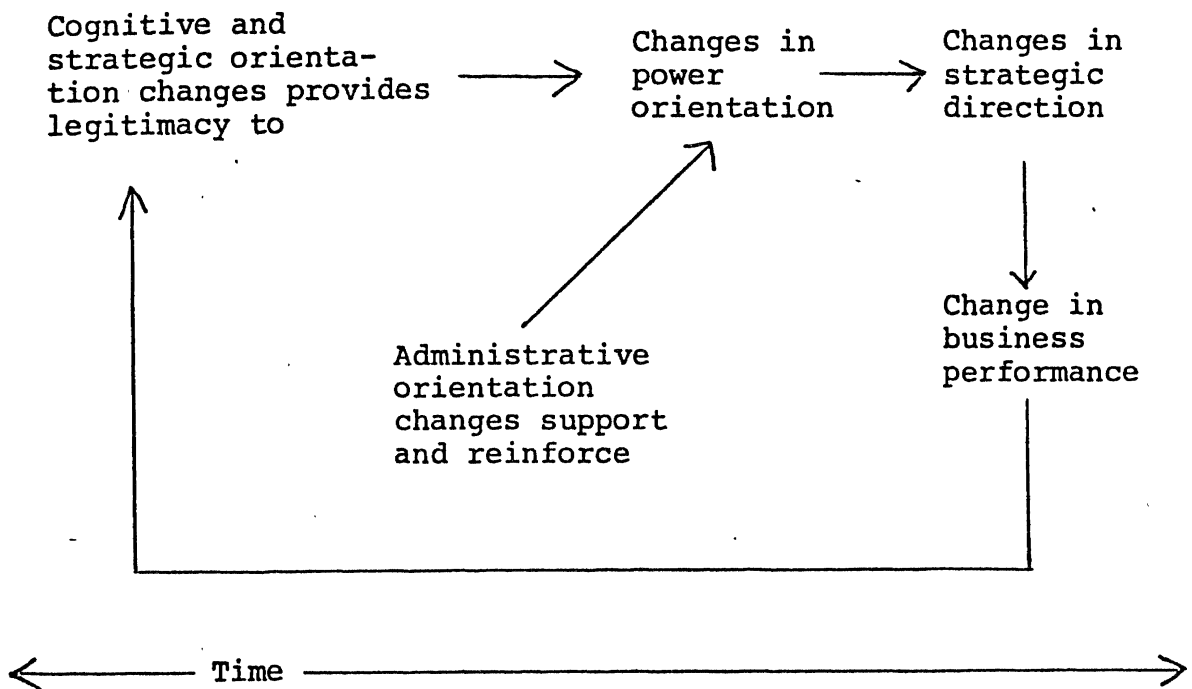 Cognitive and
strategic orienta-
tion changes provides
legitimacy to
Changes in
power
orientation
Changes in
strategic
direction
Administrative
orientation
changes support
and reinforce
Change in
business
performance
Time